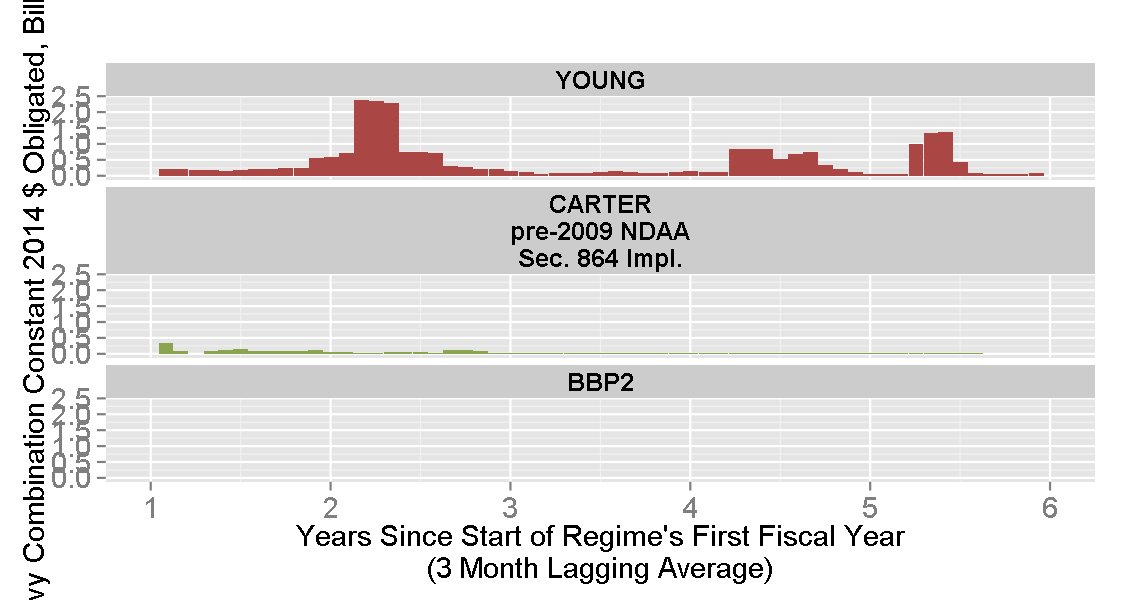 vy Combination Constant 2014 $ Obligated, Bill
YOUNG
2.5
2.0
1.5
1.0
0.5
0.0
CARTER
pre-2009 NDAA
Sec. 864 Impl.
2.5
2.0
1.5
1.0
0.5
0.0
BBP2
2.5
2.0
1.5
1.0
0.5
0.0
1 2 3 4 5 6
Years Since Start of Regime's First Fiscal Year
(3 Month Lagging Average)